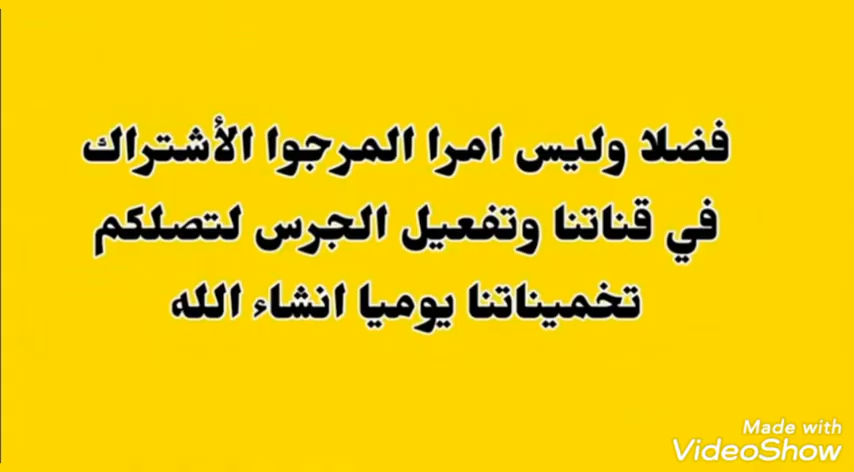 فضلا وليس امرا المرجوا الأشتراك
في قناتنا وتفعيل الجرس لتصلكم
تخميناتنا يوميا انشاء الله
Made with
VideoShow